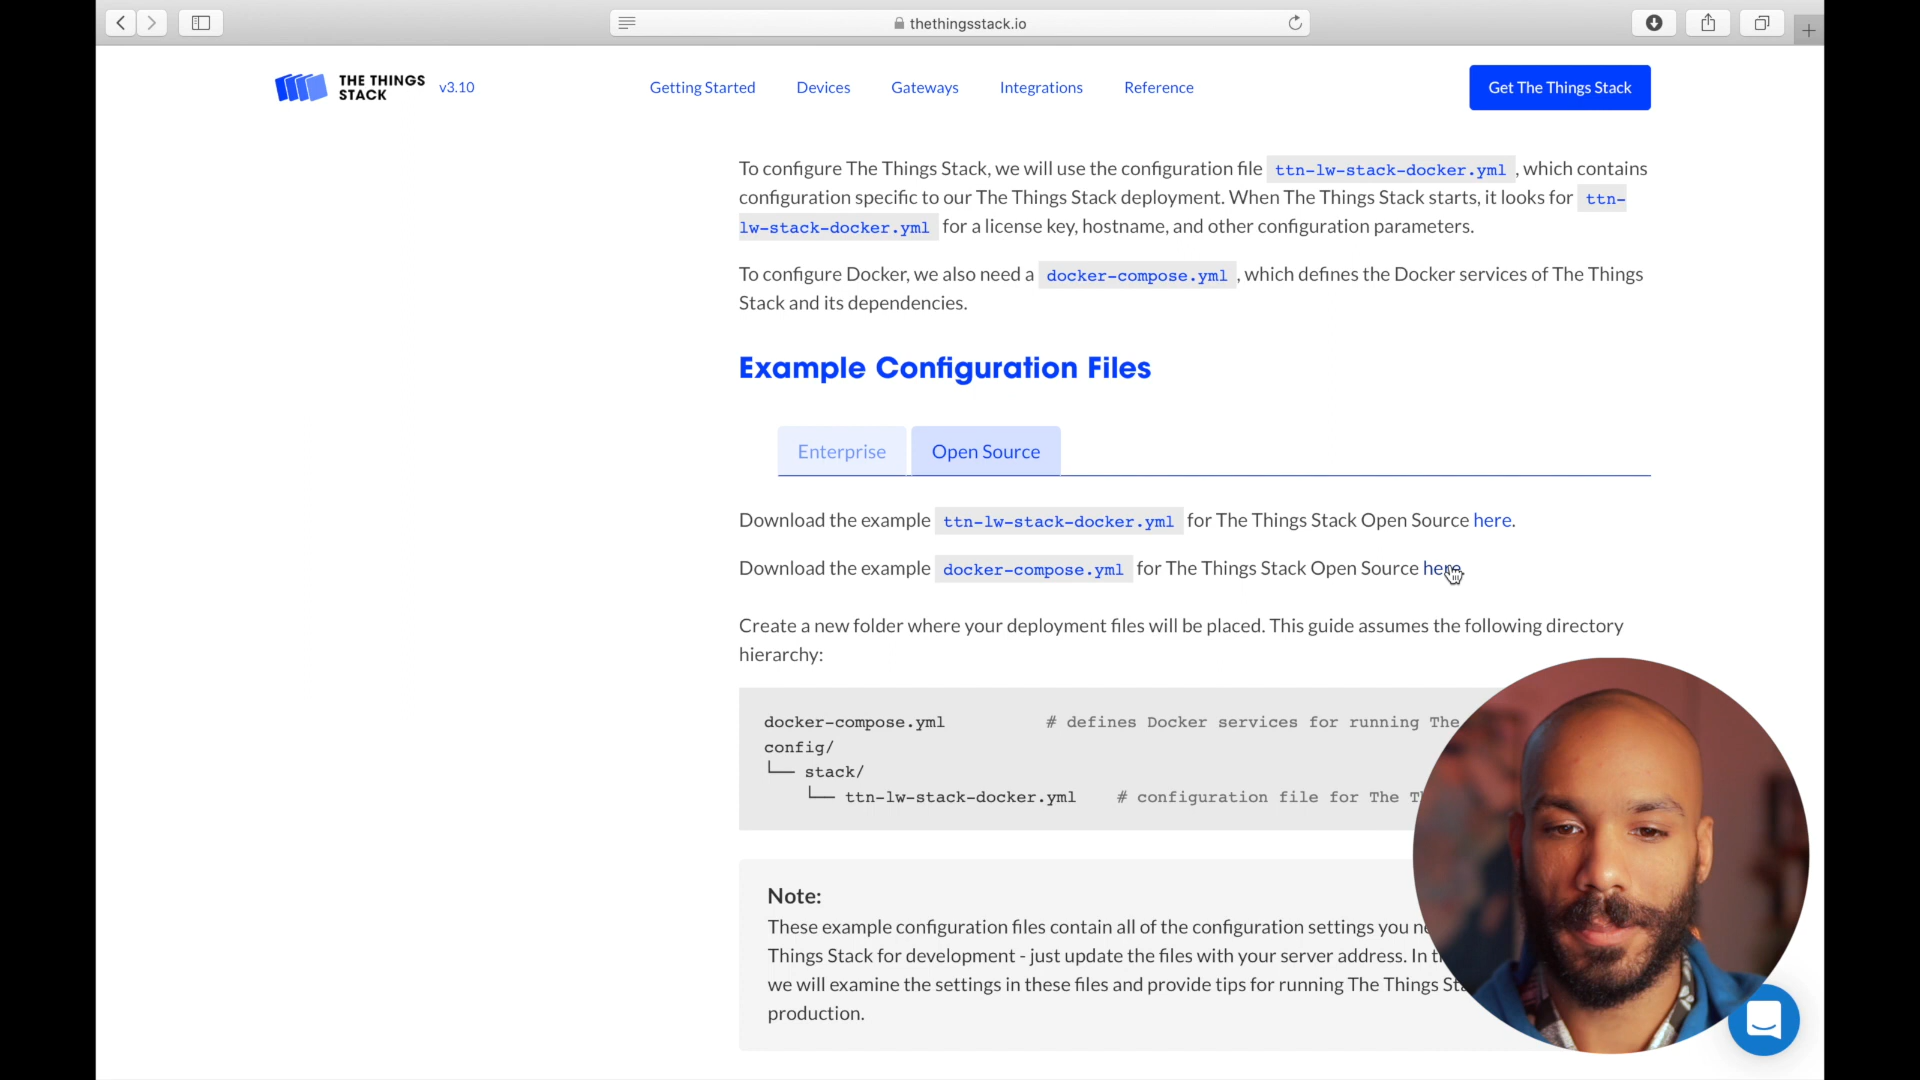 thethingsstack.io
THE THINGS
STACK
v3.10
Getting Started
Devices
Gateways
Integrations
Reference
Get The Things Stack
To configure The Things Stack, we will use the configuration file ttn-lw-stack-docker.yml, which contains
configuration specific to our The Things Stack deployment. When The Things Stack starts, it looks for ttn-
lw-stack-docker.yml for a license key, hostname, and other configuration parameters.
To configure Docker, we also need a docker-compose.yml, which defines the Docker services of The Things
Stack and its dependencies.
Example Configuration Files
Enterprise
Open Source
Download the example ttn-lw-stack-docker.yml for The Things Stack Open Source here.
Download the example docker-compose.yml for The Things Stack Open Source here.
Create a new folder where your deployment files will be placed. This guide assumes the following directory
hierarchy:
docker-compose.yml # defines Docker services for running The
config/
└── stack/
└── ttn-lw-stack-docker.yml # configuration file for The
Note:
These example configuration files contain all of the configuration settings you
Things Stack for development - just update the files with your server address. In
we will examine the settings in these files and provide tips for running The Things
production.